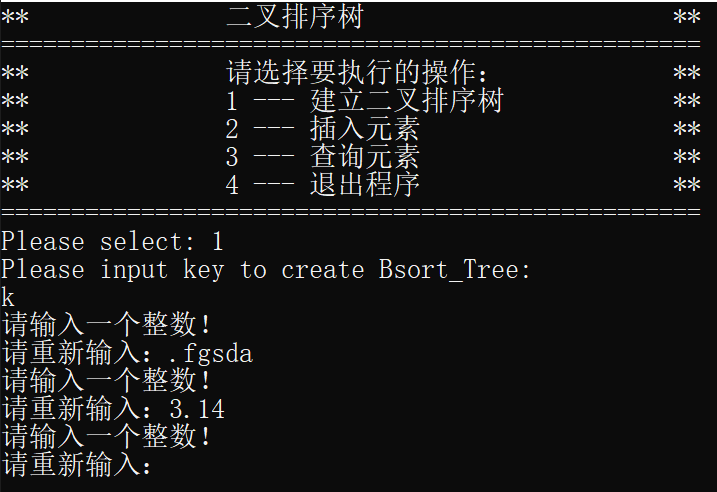 ** 二叉排序树 **
==================================================
** 请选择要执行的操作: **
** 1 --- 建立二叉排序树 **
** 2 --- 插入元素 **
** 3 --- 查询元素 **
** 4 --- 退出程序 **
==================================================
Please select: 1
Please input key to create Bsort_Tree:
k
请输入一个整数!
请重新输入: .fgsda
请输入一个整数!
请重新输入: 3.14
请输入一个整数!
请重新输入: